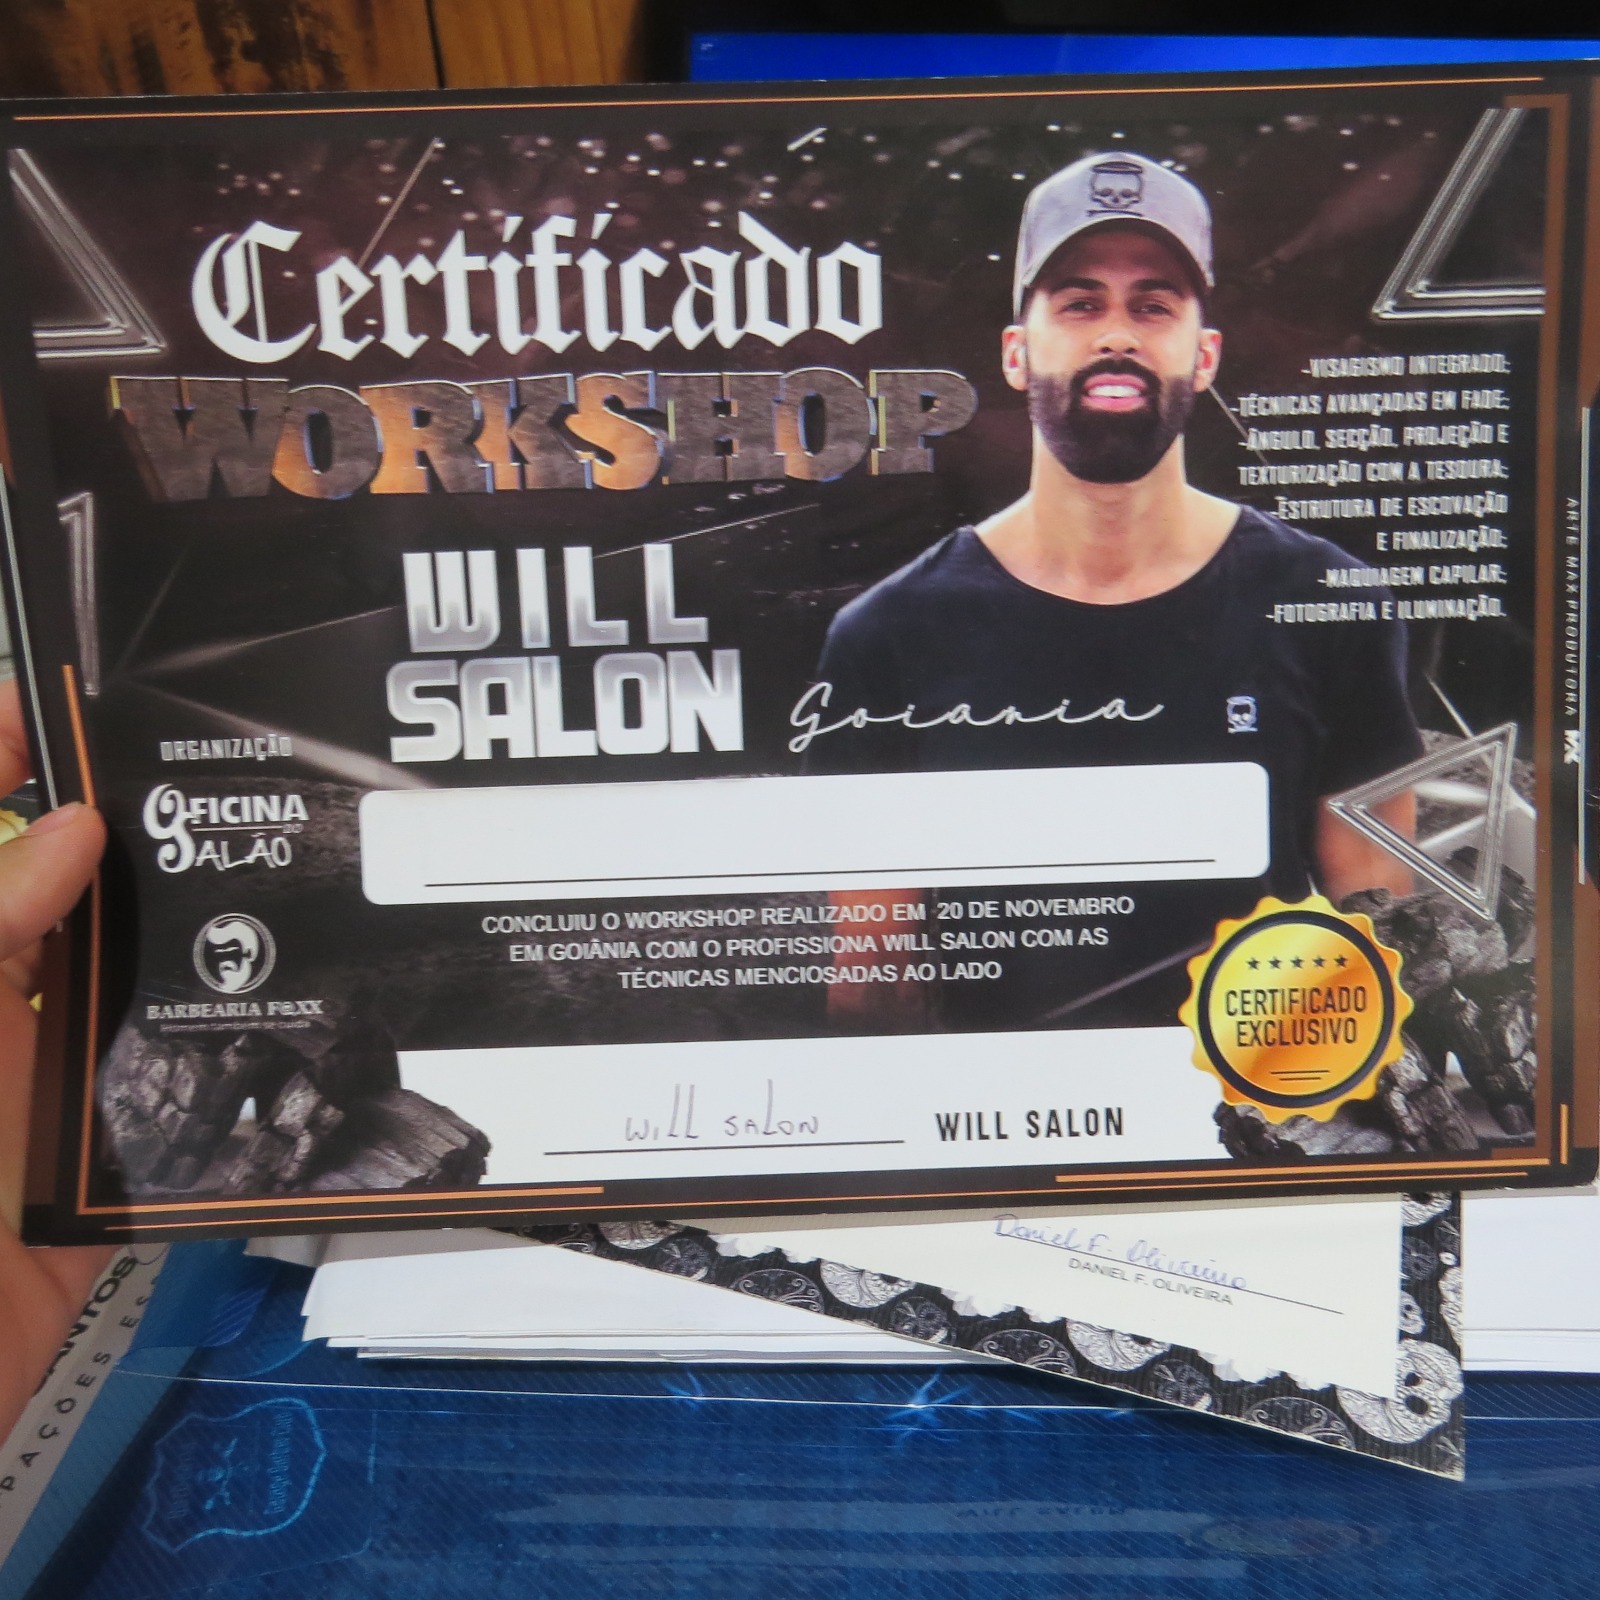 Certificado
WORKSHOP
WILL
SALON
Goiania
-VISAGISMO INTEGRADO;
-TÉCNICAS AVANÇADAS EM FADE;
-ÂNGULO, SECÇÃO, PROJEÇÃO E
TEXTURIZAÇÃO COM A TESOURA;
-ESTRUTURA DE ESCOVAÇÃO
E FINALIZAÇÃO;
-MAQUIAGEM CAPILAR;
-FOTOGRAFIA E ILUMINAÇÃO.
ARTE MAX PRODUTORA
ORGANIZAÇÃO
OFICINA
DO
SALÃO
BARBEARIA FOXX
Homem também se cuida
CONCLUIU O WORKSHOP REALIZADO EM 20 DE NOVEMBRO
EM GOIÂNIA COM O PROFISSIONA WILL SALON COM AS
TÉCNICAS MENCIOSADAS AO LADO
CERTIFICADO
EXCLUSIVO
WILL SALON
WILL SALON
Daniel F. Oliveira
DANIEL F. OLIVEIRA